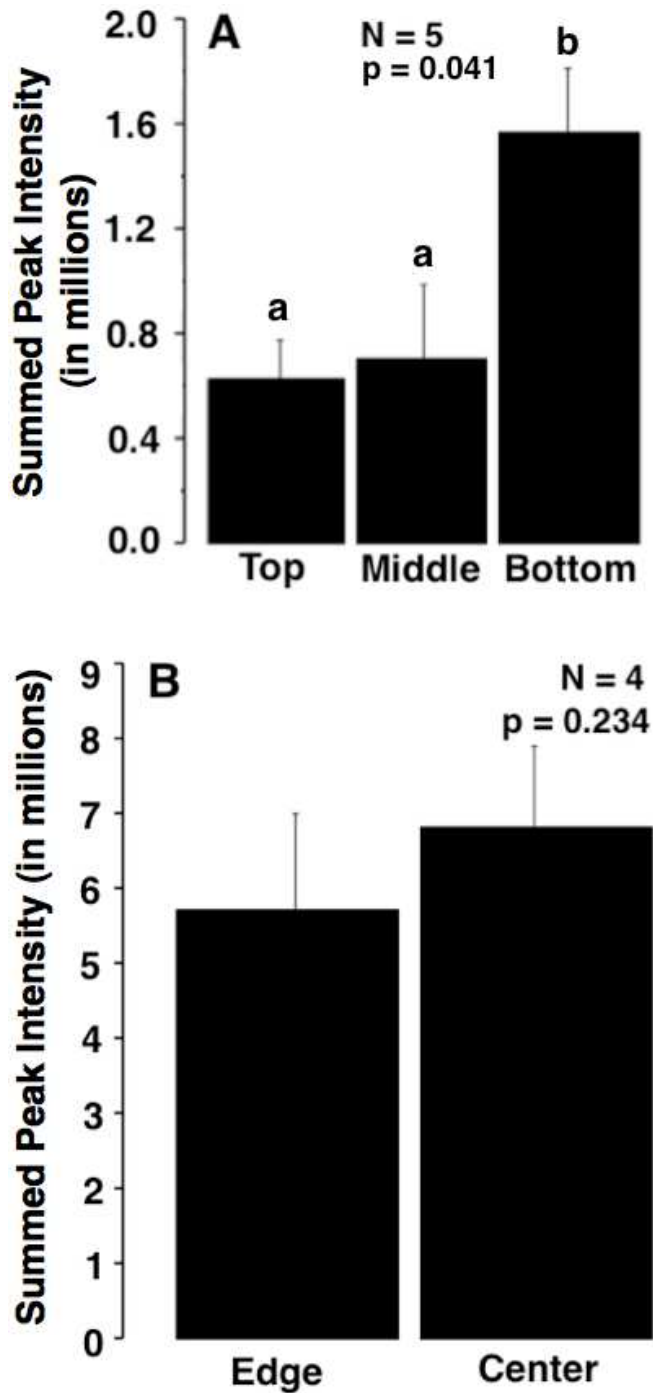 A
N = 5
p = 0.041
Summed Peak Intensity
(in millions)
2.0
1.6
1.2
0.8
0.4
0.0
a
a
b
Top Middle Bottom
B
N = 4
p = 0.234
Summed Peak Intensity (in millions)
9
8
7
6
5
4
3
2
1
0
Edge Center